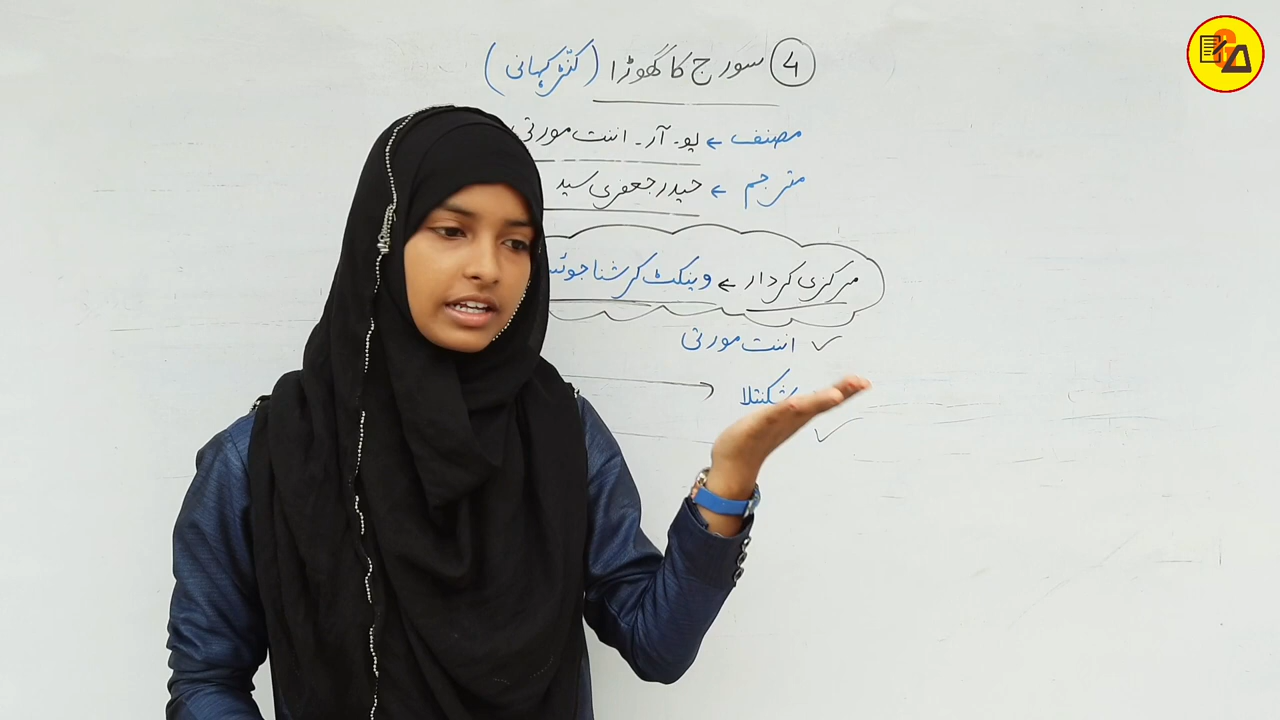 ④ سورج کا گھوڑا (کنّڑ کہانی)
مصنف ← یو۔ آر۔ اننت مورتی
مترجم ← حیدر جعفری سید
مرکزی کردار ← وینکٹ کرشنا جوئس
✓ اننت مورتی
شکنتلا
✓